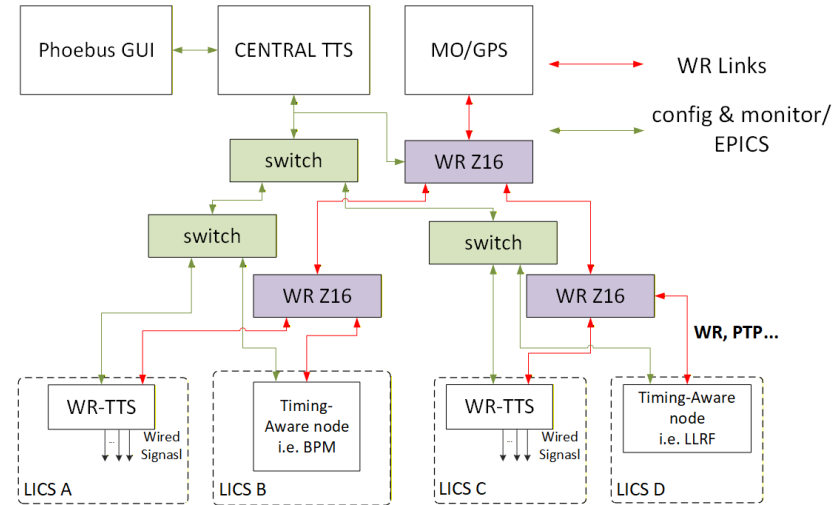 Phoebus GUI
CENTRAL TTS
MO/GPS
WR Links
config & monitor/
EPICS
switch
WR Z16
switch
switch
WR Z16
WR Z16
WR, PTP...
WR-TTS
...
Wired
Signasl
LICS A
Timing-
Aware node
i.e. BPM
LICS B
WR-TTS
...
Wired
Signasl
LICS C
Timing-Aware
node
i.e. LLRF
LICS D